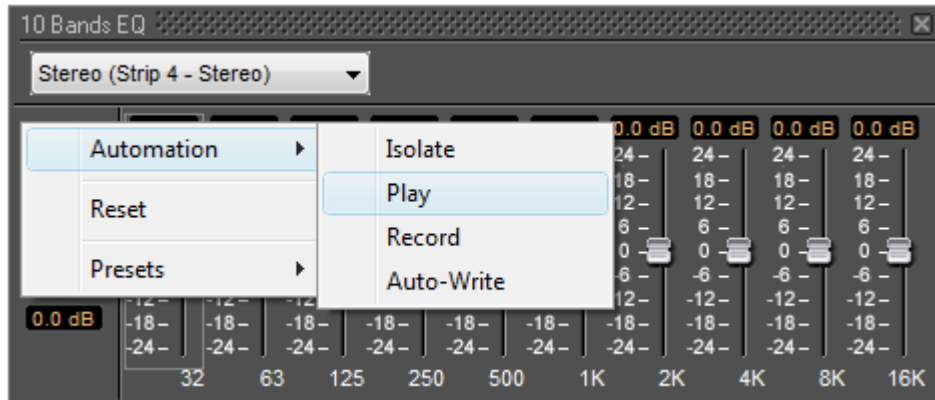 10 Bands EQ
Stereo (Strip 4 - Stereo)
0.0 dB 0.0 dB 0.0 dB 0.0 dB
Automation
Reset
Presets
Isolate
Play
Record
Auto-Write
24 24 24 24
18 18 18 18
12 12 12 12
6 6 6 6
0 0 0 0
-6 -6 -6 -6
-12 -12 -12 -12 -12 -12 -12
0.0 dB -18 -18 -18 -18 -18 -18 -18 -18 -18 -18
-24 -24 -24 -24 -24 -24 -24 -24 -24 -24
32 63 125 250 500 1K 2K 4K 8K 16K